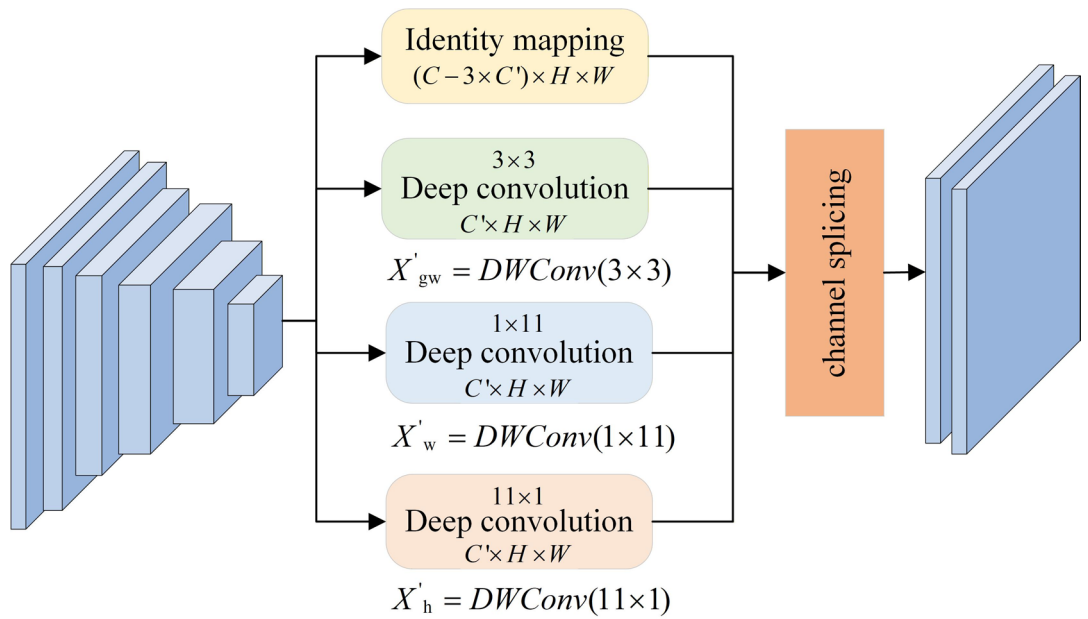 Identity mapping
(C−3×C')×H×W
3×3
Deep convolution
C'×H×W
X'gw = DWConv(3×3)
1×11
Deep convolution
C'×H×W
X'w = DWConv(1×11)
11×1
Deep convolution
C'×H×W
X'h = DWConv(11×1)
channel splicing